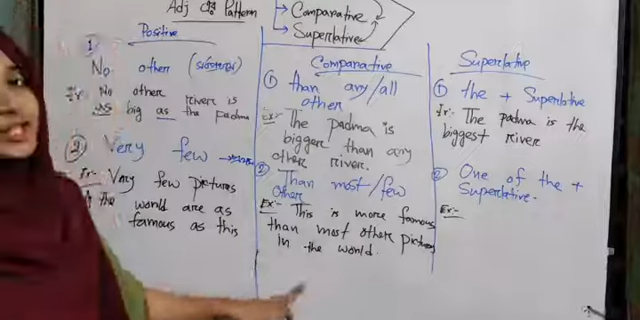 Adj Pattern
Comparative
Superlative
Positive
1
No other
Ex: No other river is
as big as the padma
2 Very few
Ex:- Very few pictures
the world are as
famous as this
Comparative
1 than any/all
other
Ex:- The Padma is
bigger than any
other river.
2 Than most/few
other
Ex:- This is more famous
than most other pictures
in the world.
Superlative
1 the + Superlative
Ex:- The padma is the
biggest river
2 One of the +
Superlative.
Ex:-